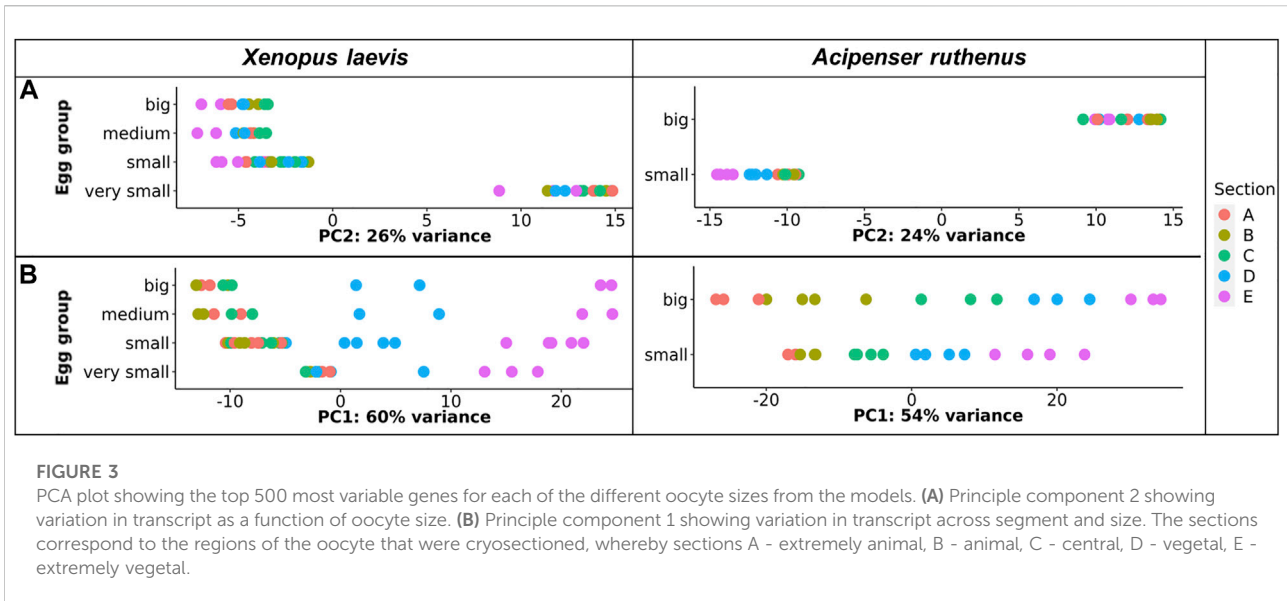 Xenopus laevis
Acipenser ruthenus
A
Egg group
big
medium
small
very small
-5
0
5
10
15
PC2: 26% variance
big
small
-15
-10
-5
0
5
10
15
PC2: 24% variance
Section
A
B
C
D
E
B
Egg group
big
medium
small
very small
-10
0
10
20
PC1: 60% variance
big
small
-20
0
20
PC1: 54% variance
FIGURE 3
PCA plot showing the top 500 most variable genes for each of the different oocyte sizes from the models. (A) Principle component 2 showing
variation in transcript as a function of oocyte size. (B) Principle component 1 showing variation in transcript across segment and size. The sections
correspond to the regions of the oocyte that were cryosectioned, whereby sections A - extremely animal, B - animal, C - central, D - vegetal, E -
extremely vegetal.